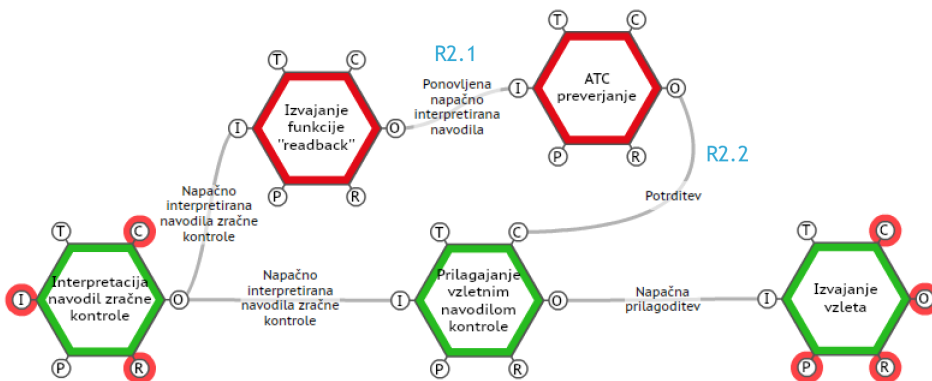 T
C
R2.1
ATC
preverjanje
I
O
P
R
T
C
Izvajanje
funkcije
"readback"
I
O
P
R
Ponovljena
napačno
interpretirana
navodila
R2.2
Potrditev
Napačno
interpretirana
navodila zračne
kontrole
T
C
Interpretacija
navodil zračne
kontrole
I
O
P
R
Napačno
interpretirana
navodila zračne
kontrole
T
C
Prilagajanje
vzletnim
navodilom
kontrole
I
O
P
R
Napačna
prilagoditev
T
C
Izvajanje
vzleta
I
O
P
R